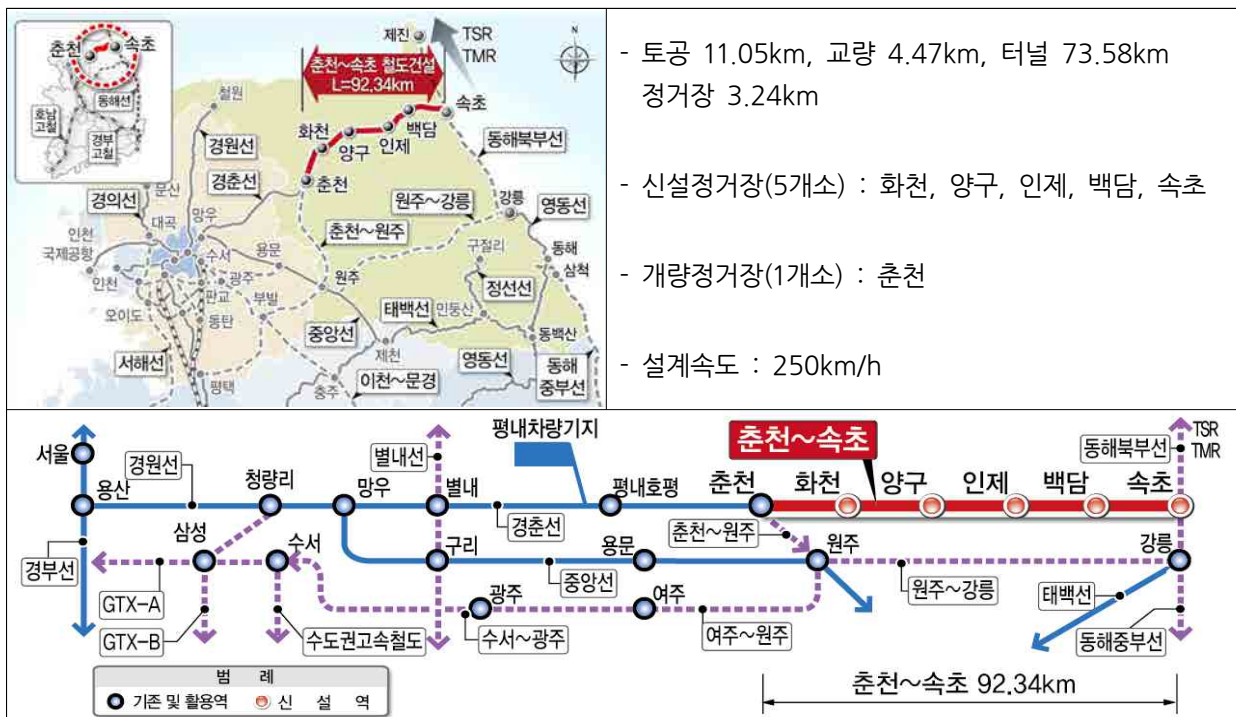 춘천
속초
동해선
호남
고철
경부
고철
제진
TSR
TMR
N
춘천~속초 철도건설
L=92.34km
철원
속초
화천
양구
인제
백담
춘천
경원선
경춘선
동해북부선
문산
경의선
대곡
망우
인천
국제공항
수서
용문
춘천~원주
원주~강릉
강릉
영동선
구절리
동해
삼척
인천
광주
판교
부발
원주
정선선
오이도
동탄
중앙선
태백선
민둥산
동백산
서해선
제천
영동선
동해
중부선
평택
충주
이천~문경
- 토공 11.05km, 교량 4.47km, 터널 73.58km
정거장 3.24km
- 신설정거장(5개소) : 화천, 양구, 인제, 백담, 속초
- 개량정거장(1개소) : 춘천
- 설계속도 : 250km/h
평내차량기지
춘천~속초
동해북부선
TSR
TMR
서울
경원선
별내선
용산
청량리
망우
별내
평내호평
춘천
화천
양구
인제
백담
속초
경춘선
춘천~원주
삼성
수서
구리
용문
원주
강릉
경부선
중앙선
원주~강릉
태백선
GTX-A
광주
여주
GTX-B
수도권고속철도
수서~광주
여주~원주
동해중부선
범 례
기존 및 활용역
신 설 역
춘천~속초 92.34km